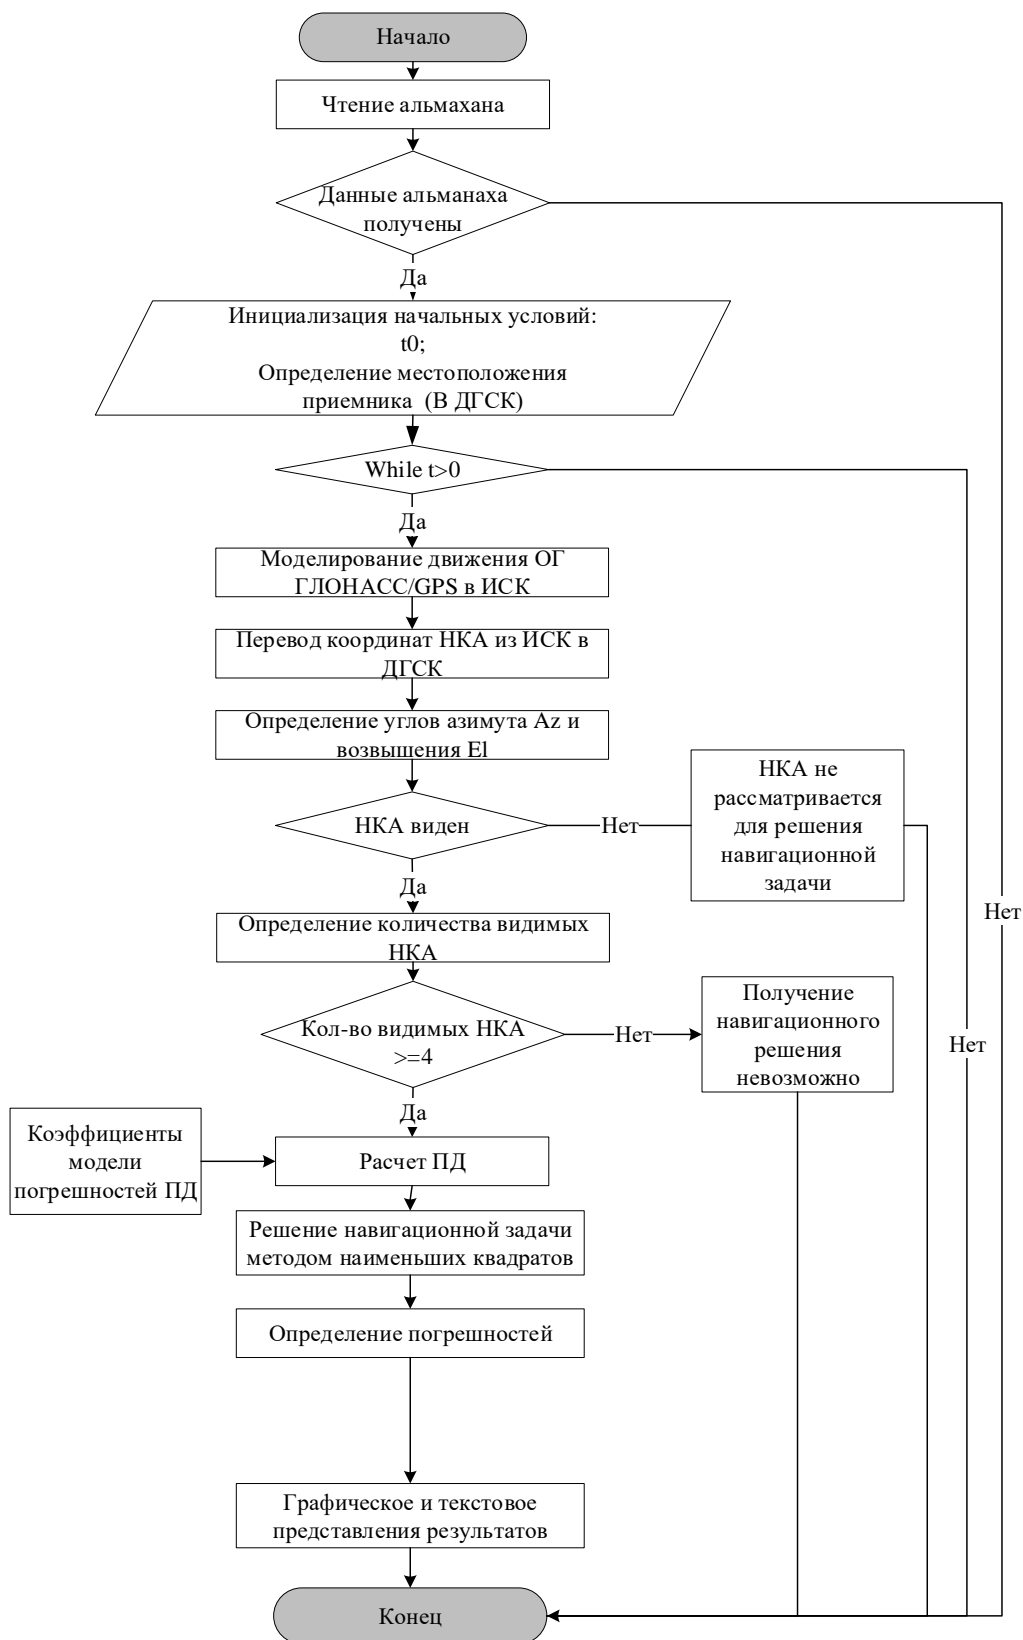 Начало
Чтение альмахана
Данные альманаха
получены
Да
Инициализация начальных условий:
t0;
Определение местоположения
приемника (В ДГСК)
While t>0
Да
Моделирование движения ОГ
ГЛОНАСС/GPS в ИСК
Перевод координат НКА из ИСК в
ДГСК
Определение углов азимута Az и
возвышения El
НКА виден
Нет
НКА не
рассматривается
для решения
навигационной
задачи
Да
Нет
Определение количества видимых
НКА
Кол-во видимых НКА
>=4
Нет
Получение
навигационного
решения
невозможно
Нет
Да
Коэффициенты
модели
погрешностей ПД
Расчет ПД
Решение навигационной задачи
методом наименьших квадратов
Определение погрешностей
Графическое и текстовое
представления результатов
Конец